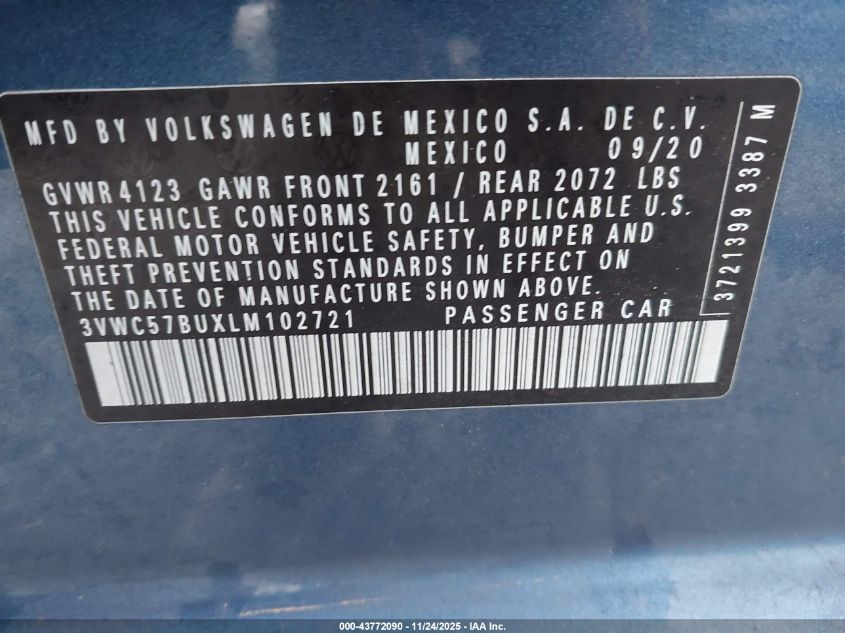 MFD BY VOLKSWAGEN DE MEXICO S.A. DE C.V.
MEXICO 09/20
GVWR 4123 GAWR FRONT 2161 / REAR 2072 LBS
THIS VEHICLE CONFORMS TO ALL APPLICABLE U.S.
FEDERAL MOTOR VEHICLE SAFETY, BUMPER AND
THEFT PREVENTION STANDARDS IN EFFECT ON
THE DATE OF MANUFACTURE SHOWN ABOVE.
3VWC57BUXLM102721 PASSENGER CAR
3721399 3387 M
000-43772090 - 11/24/2025 - IAA Inc.